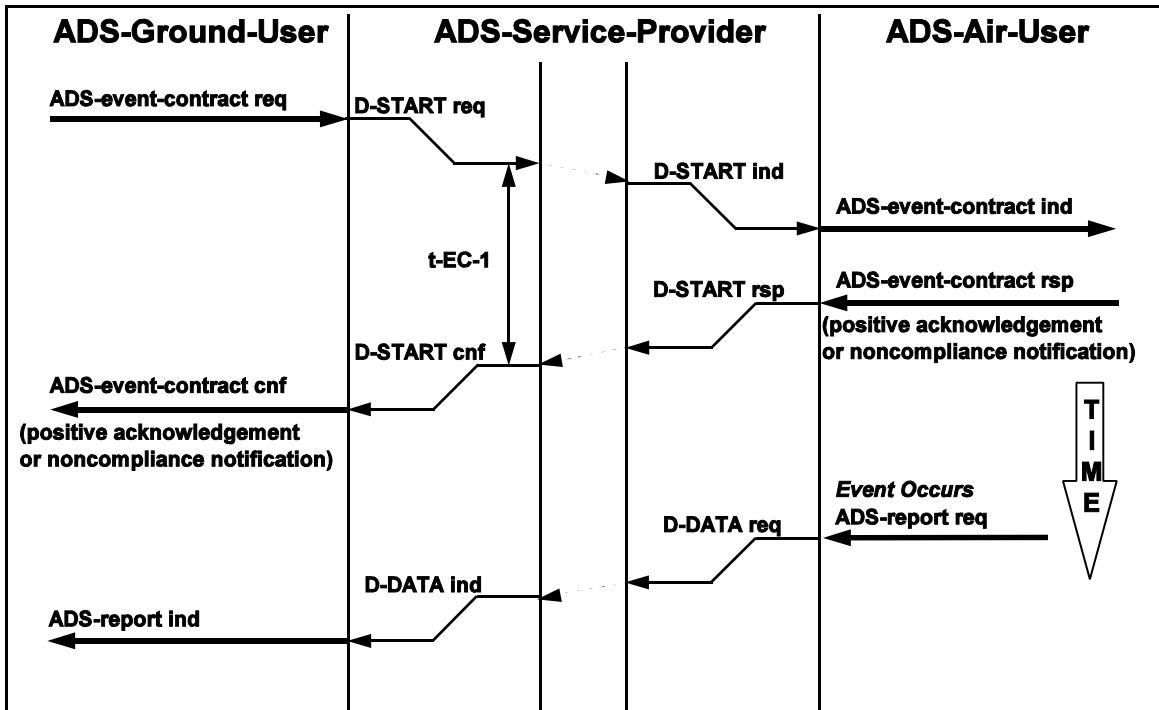 ADS-Ground-User
ADS-Service-Provider
ADS-Air-User
ADS-event-contract req
D-START req
D-START ind
ADS-event-contract ind
t-EC-1
D-START rsp
ADS-event-contract rsp
(positive acknowledgement
or noncompliance notification)
D-START cnf
ADS-event-contract cnf
(positive acknowledgement
or noncompliance notification)
T
I
M
E
Event Occurs
ADS-report req
D-DATA req
D-DATA ind
ADS-report ind